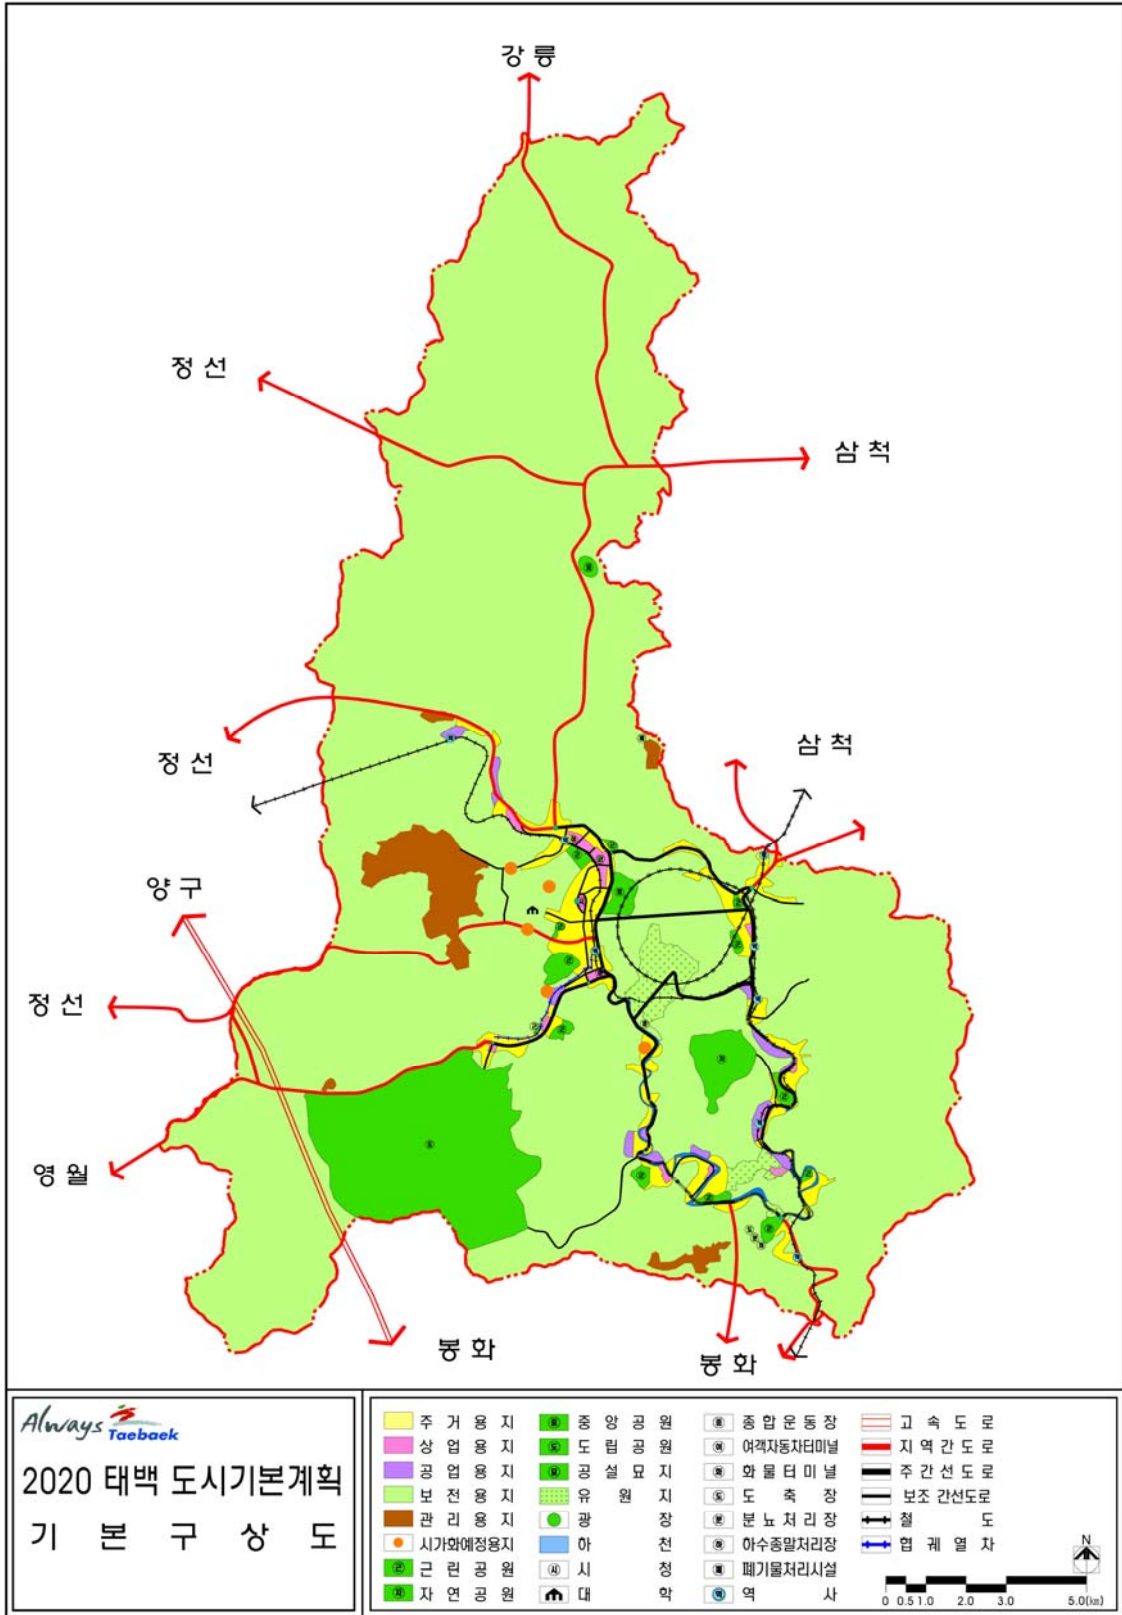 강릉
정선
삼척
정선
삼척
양구
정선
영월
봉화
봉화
Always Taebaek
2020 태백 도시기본계획
기본구상도
주거용지
상업용지
공업용지
보전용지
관리용지
시가화예정용지
근린공원
자연공원
중앙공원
도립공원
공설묘지
유원지
광장
하천
시청
대학
종합운동장
여객자동차터미널
화물터미널
도축장
분뇨처리장
하수종말처리장
폐기물처리시설
역사
고속도로
지역간도로
주간선도로
보조간선도로
철도
협궤열차
N
0 0.5 1.0 2.0 3.0 5.0(km)